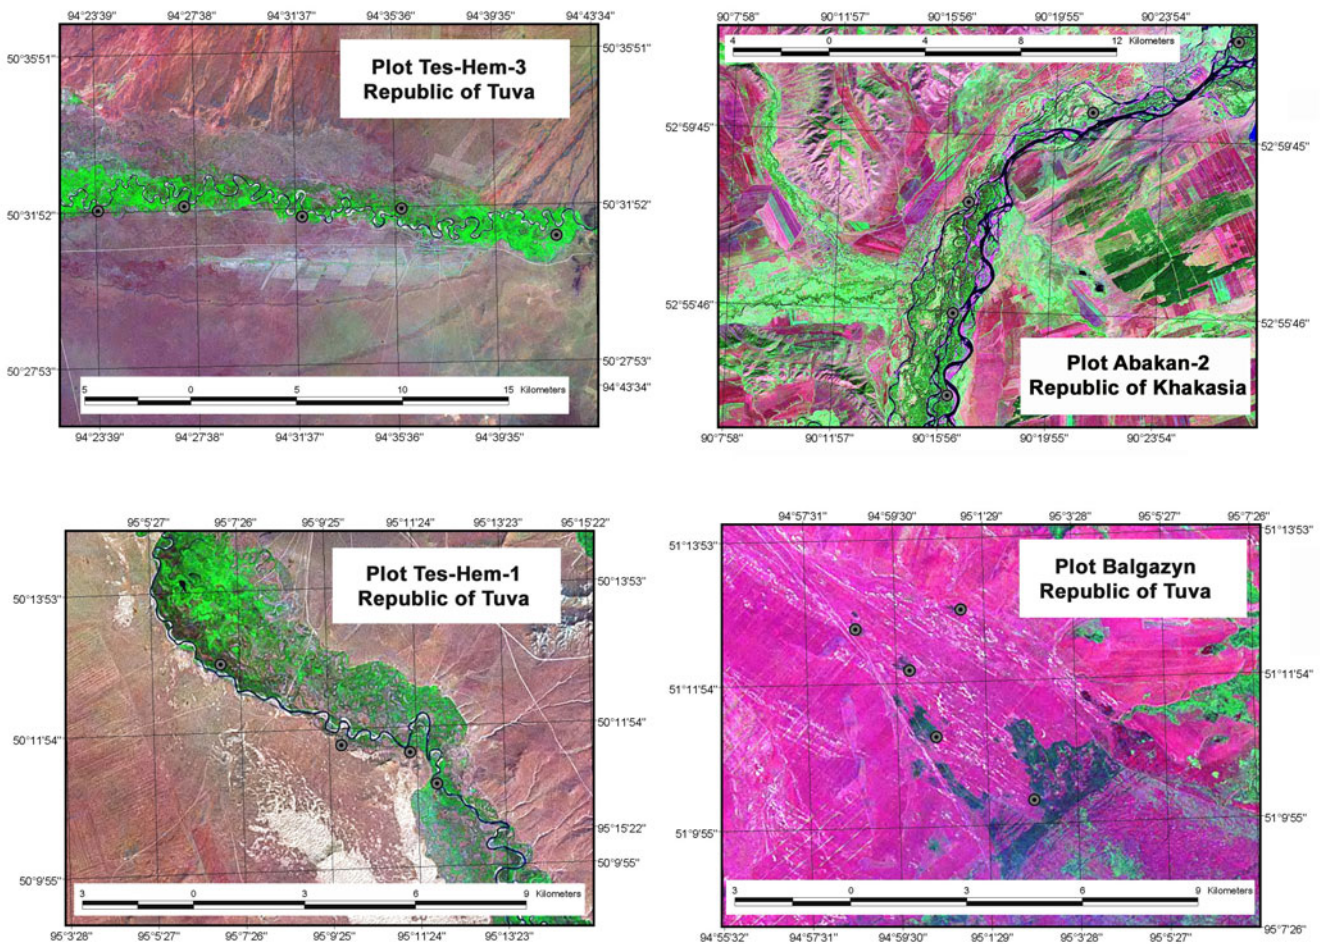 94°23'39" 94°27'38" 94°31'37" 94°35'36" 94°39'35" 94°43'34"
50°35'51" 50°35'51"
Plot Tes-Hem-3
Republic of Tuva
50°31'52" 50°31'52"
50°27'53" 50°27'53"
94°43'34"
5 0 5 10 15 Kilometers
94°23'39" 94°27'38" 94°31'37" 94°35'36" 94°39'35"
90°7'58" 90°11'57" 90°15'56" 90°19'55" 90°23'54"
4 0 4 8 12 Kilometers
52°59'45" 52°59'45"
52°55'46" 52°55'46"
Plot Abakan-2
Republic of Khakasia
90°7'58" 90°11'57" 90°15'56" 90°19'55" 90°23'54"
95°5'27" 95°7'26" 95°9'25" 95°11'24" 95°13'23" 95°15'22"
Plot Tes-Hem-1
Republic of Tuva
50°13'53" 50°13'53"
50°11'54" 50°11'54"
95°15'22"
50°9'55" 50°9'55"
3 0 3 6 9 Kilometers
95°3'28" 95°5'27" 95°7'26" 95°9'25" 95°11'24" 95°13'23"
94°57'31" 94°59'30" 95°1'29" 95°3'28" 95°5'27" 95°7'26"
51°13'53" 51°13'53"
Plot Balgazyn
Republic of Tuva
51°11'54" 51°11'54"
51°9'55" 51°9'55"
3 0 3 6 9 Kilometers
95°7'26"
94°55'32" 94°57'31" 94°59'30" 95°1'29" 95°3'28" 95°5'27"